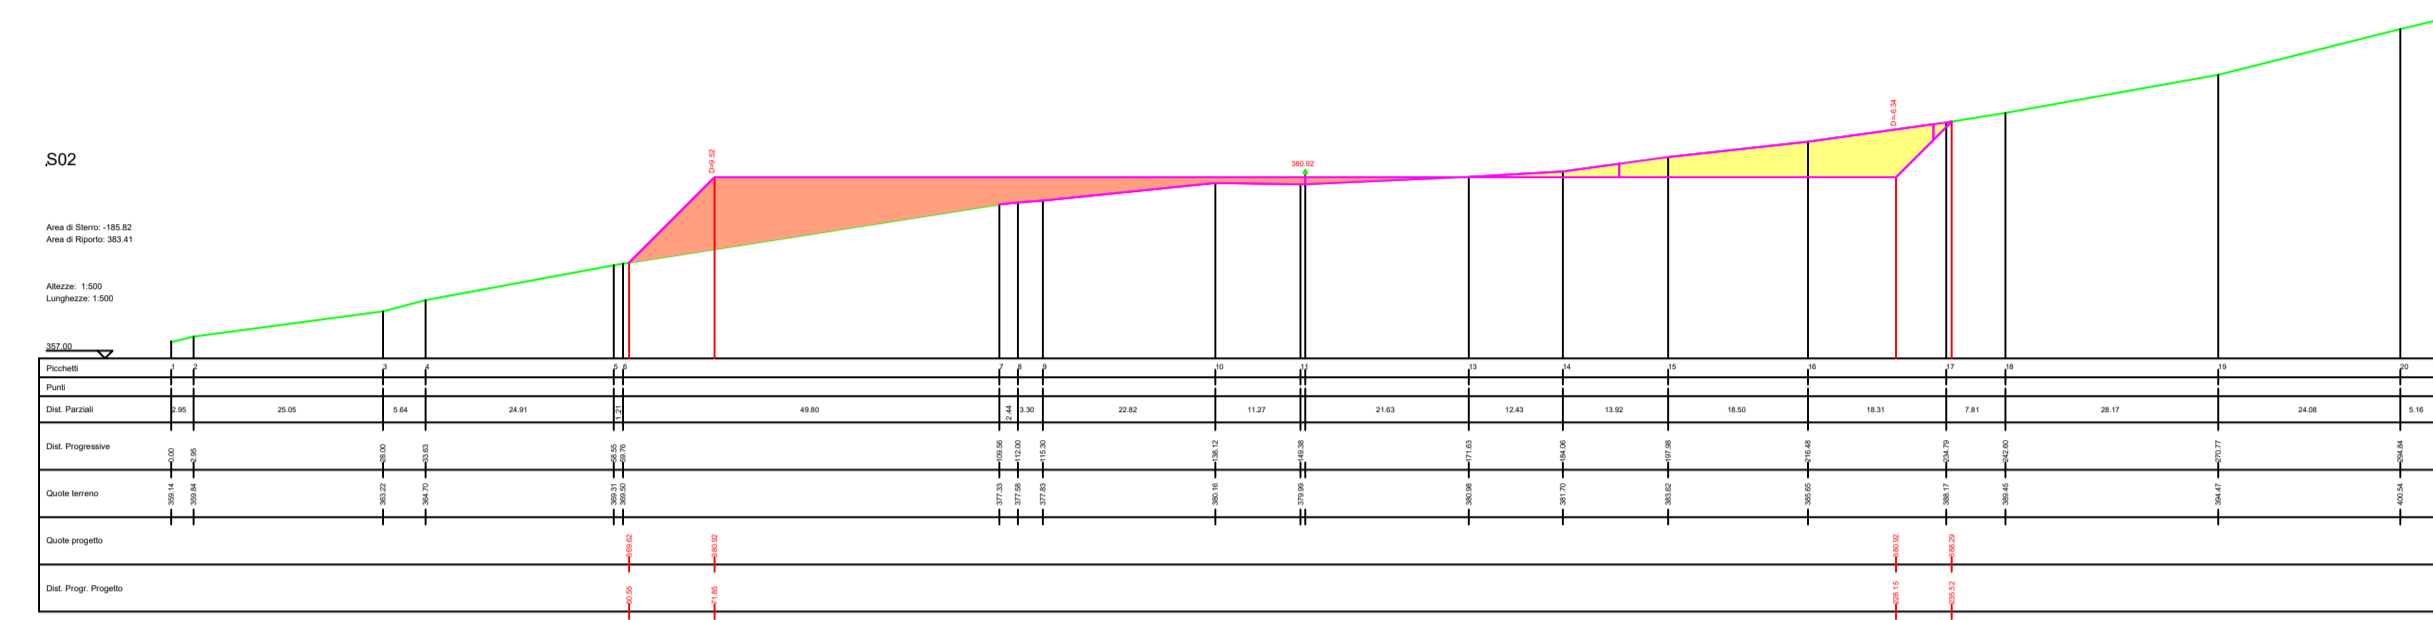 D=9.52
380.92
D=-6.34
S02
Area di Sterro: -185.82
Area di Riporto: 383.41
Altezze: 1:500
Lunghezze: 1:500
357.00
Picchetti 1 2 3 4 5 6 7 8 9 10 11 13 14 15 16 17 18 19 20
Punti
Dist. Parziali 2.95 25.05 5.64 24.91 1.21 49.80 2.44 3.30 22.82 11.27 21.63 12.43 13.92 18.50 18.31 7.81 28.17 24.08 5.16
Dist. Progressive 0.00 2.95 28.00 33.63 58.55 59.76 109.56 112.00 115.30 138.12 149.38 171.63 184.06 197.98 216.48 234.79 242.60 270.77 294.84
Quote terreno 359.14 359.84 363.22 364.70 369.31 369.50 377.33 377.58 377.83 380.16 379.99 380.98 381.70 383.62 385.65 388.17 389.45 394.47 400.54
Quote progetto 369.62 380.92 380.92 388.29
Dist. Progr. Progetto 60.55 71.85 228.15 235.52